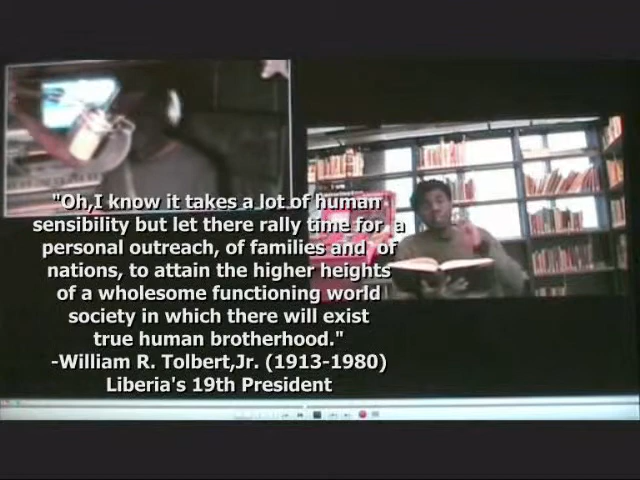 "Oh,I know it takes a lot of human
sensibility but let there rally time for a
personal outreach, of families and of
nations, to attain the higher heights
of a wholesome functioning world
society in which there will exist
true human brotherhood."
-William R. Tolbert,Jr. (1913-1980)
Liberia's 19th President